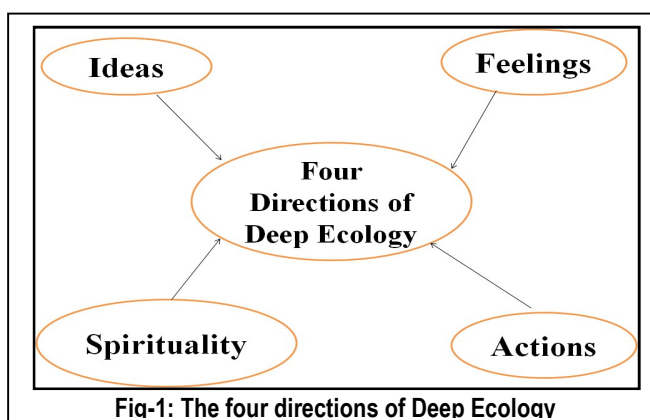 Ideas
Feelings
Four
Directions of
Deep Ecology
Spirituality
Actions
Fig-1: The four directions of Deep Ecology